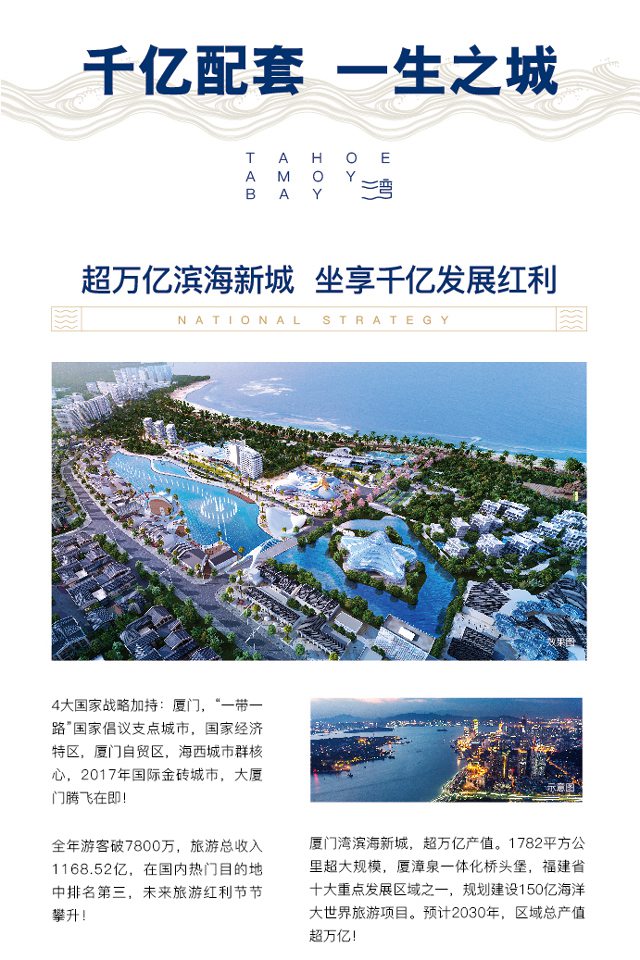 千亿配套 一生之城
TAHOE
AMOY
BAY 湾
超万亿滨海新城 坐享千亿发展红利
NATIONAL STRATEGY
效果图
4大国家战略加持：厦门，“一带一
路”国家倡议支点城市，国家经济
特区，厦门自贸区，海西城市群核
心，2017年国际金砖城市，大厦
门腾飞在即！
全年游客破7800万，旅游总收入
1168.52亿，在国内热门目的地
中排名第三，未来旅游红利节节
攀升！
示意图
厦门湾滨海新城，超万亿产值。1782平方公
里超大规模，厦漳泉一体化桥头堡，福建省
十大重点发展区域之一，规划建设150亿海洋
大世界旅游项目。预计2030年，区域总产值
超万亿！